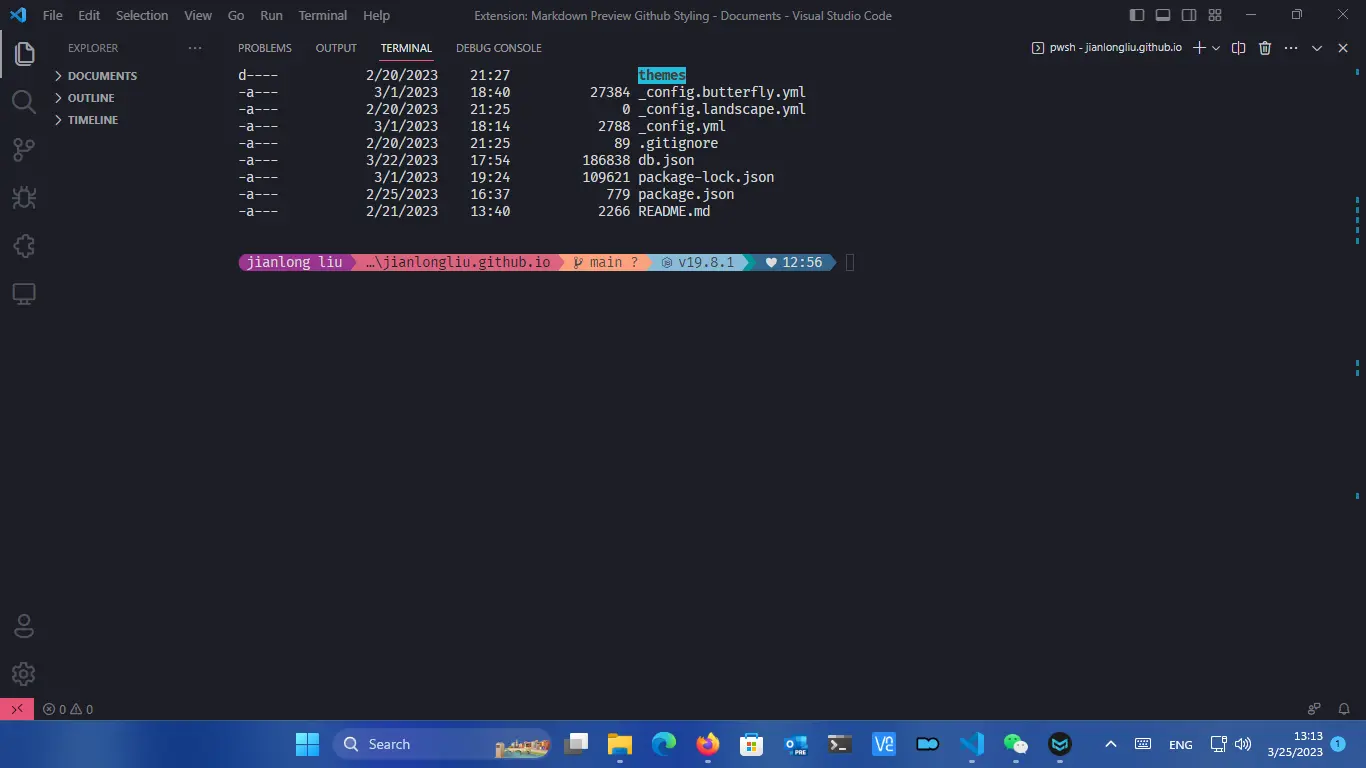 File Edit Selection View Go Run Terminal Help Extension: Markdown Preview Github Styling - Documents - Visual Studio Code
EXPLORER ··· PROBLEMS OUTPUT TERMINAL DEBUG CONSOLE pwsh - jianlongliu.github.io
DOCUMENTS
OUTLINE
TIMELINE
d---- 2/20/2023 21:27 themes
-a--- 3/1/2023 18:40 27384 _config.butterfly.yml
-a--- 2/20/2023 21:25 0 _config.landscape.yml
-a--- 3/1/2023 18:14 2788 _config.yml
-a--- 2/20/2023 21:25 89 .gitignore
-a--- 3/22/2023 17:54 186838 db.json
-a--- 3/1/2023 19:24 109621 package-lock.json
-a--- 2/25/2023 16:37 779 package.json
-a--- 2/21/2023 13:40 2266 README.md
jianlong liu …\jianlongliu.github.io main ? v19.8.1 12:56
0 0
Search PRE ENG 13:13
3/25/2023 1